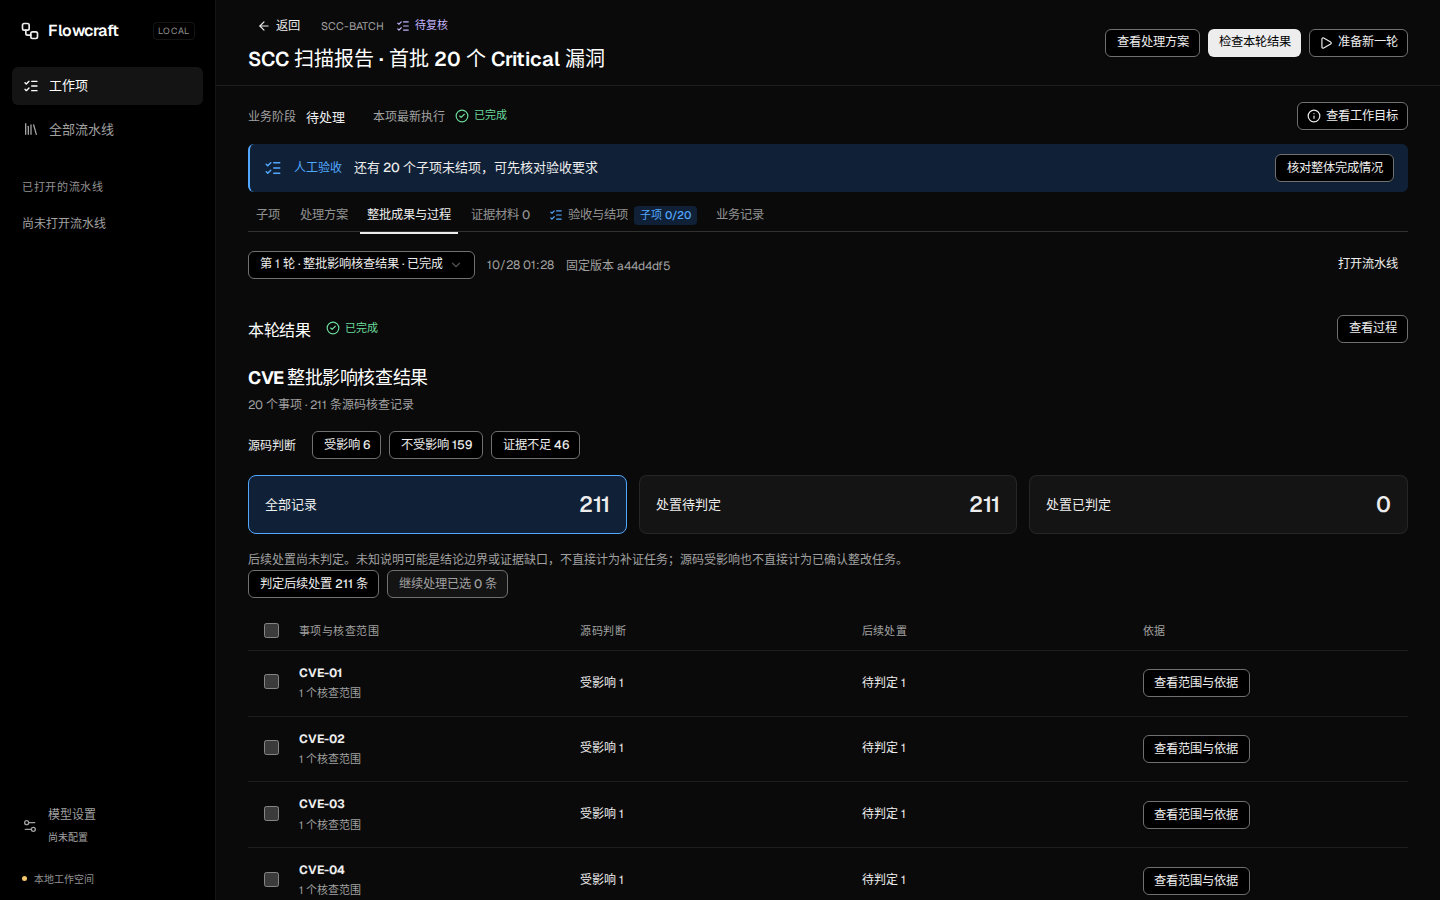 Flowcraft LOCAL
工作项
全部流水线
已打开的流水线
尚未打开流水线
模型设置
尚未配置
本地工作空间
返回 SCC-BATCH 待复核
SCC 扫描报告 · 首批 20 个 Critical 漏洞
查看处理方案 检查本轮结果 准备新一轮
业务阶段 待处理 本项最新执行 已完成 查看工作目标
人工验收 还有 20 个子项未结项，可先核对验收要求 核对整体完成情况
子项 处理方案 整批成果与过程 证据材料 0 验收与结项 子项 0/20 业务记录
第 1 轮 · 整批影响核查结果 · 已完成 10/28 01:28 固定版本 a44d4df5 打开流水线
本轮结果 已完成 查看过程
CVE 整批影响核查结果
20 个事项 · 211 条源码核查记录
源码判断 受影响 6 不受影响 159 证据不足 46
全部记录 211 处置待判定 211 处置已判定 0
后续处置尚未判定。未知说明可能是结论边界或证据缺口，不直接计为补证任务；源码受影响也不直接计为已确认整改任务。
判定后续处置 211 条 继续处理已选 0 条
事项与核查范围 源码判断 后续处置 依据
CVE-01
1 个核查范围 受影响 1 待判定 1 查看范围与依据
CVE-02
1 个核查范围 受影响 1 待判定 1 查看范围与依据
CVE-03
1 个核查范围 受影响 1 待判定 1 查看范围与依据
CVE-04
1 个核查范围 受影响 1 待判定 1 查看范围与依据